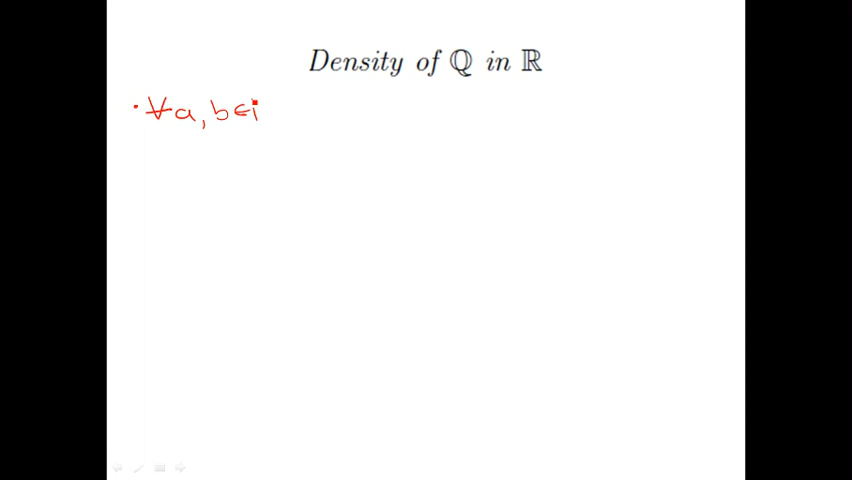 Density of ℚ in ℝ
· ∀a, b ∈